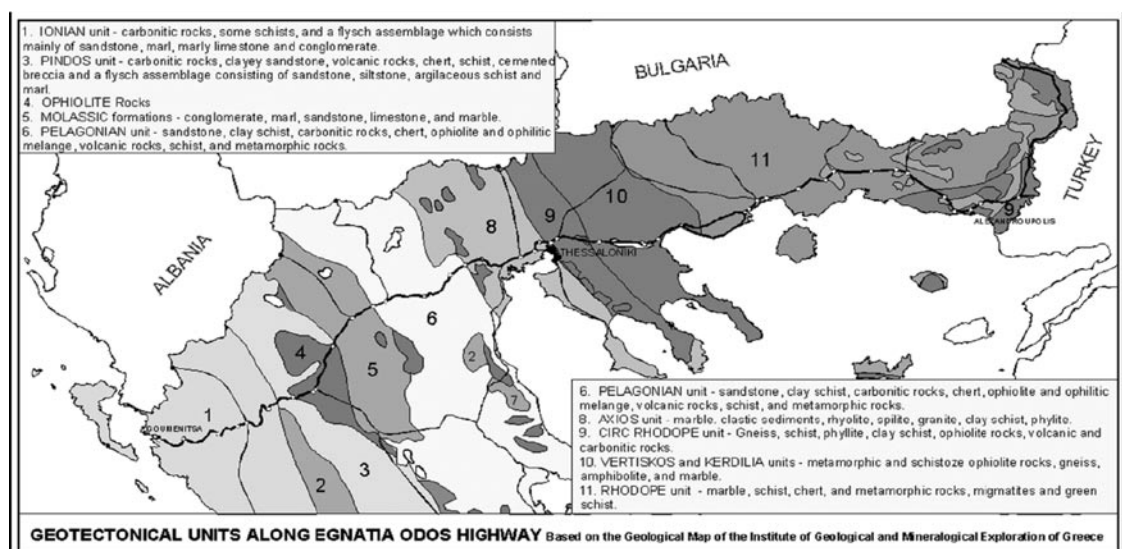 1. IONIAN unit - carbonitic rocks, some schists, and a flysch assemblage which consists
mainly of sandstone, marl, marly limestone and conglomerate.
3. PINDOS unit - carbonitic rocks, clayey sandstone, volcanic rocks, chert, schist, cemented
breccia and a flysch assemblage consisting of sandstone, siltstone, argilaceous schist and
marl.
4. OPHIOLITE Rocks
5. MOLASSIC formations - conglomerate, marl, sandstone, limestone, and marble.
6. PELAGONIAN unit - sandstone, clay schist, carbonitic rocks, chert, ophiolite and ophilitic
melange, volcanic rocks, schist, and metamorphic rocks.
BULGARIA
TURKEY
ALBANIA
11
10
9
8
9
ALEXANDROUPOLIS
THESSALONIKI
6
4
5
2
7
1
IGOUMENITSA
3
2
6. PELAGONIAN unit - sandstone, clay schist, carbonitic rocks, chert, ophiolite and ophilitic
melange, volcanic rocks, schist, and metamorphic rocks.
8. AXIOS unit - marble, clastic sediments, rhyolite, spilite, granite, clay schist, phylite.
9. CIRC RHODOPE unit - Gneiss, schist, phyllite, clay schist, ophiolite rocks, volcanic and
carbonitic rocks.
10. VERTISKOS and KERDILIA units - metamorphic and schistoze ophiolite rocks, gneiss,
amphibolite, and marble.
11. RHODOPE unit - marble, schist, chert, and metamorphic rocks, migmatites and green
schist.
GEOTECTONICAL UNITS ALONG EGNATIA ODOS HIGHWAY Based on the Geological Map of the Institute of Geological and Mineralogical Exploration of Greece